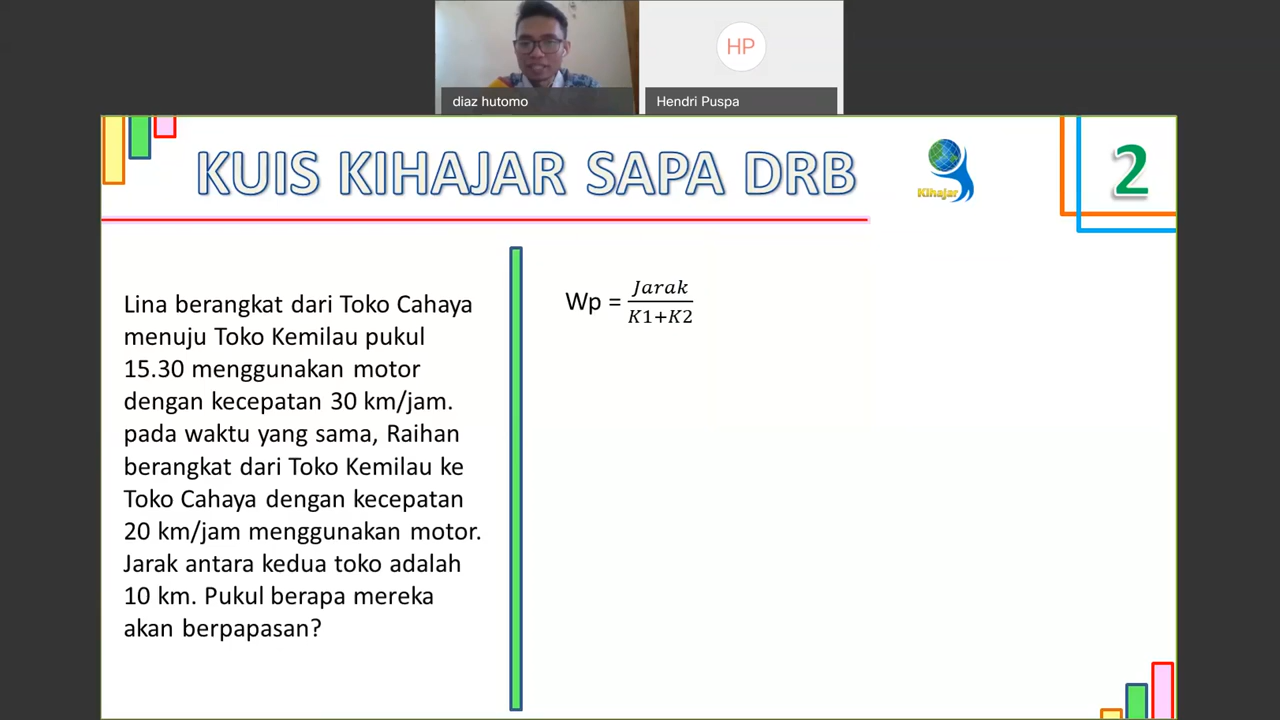 HP
diaz hutomo
Hendri Puspa
KUIS KIHAJAR SAPA DRB
Kihajar
2
Lina berangkat dari Toko Cahaya
menuju Toko Kemilau pukul
15.30 menggunakan motor
dengan kecepatan 30 km/jam.
pada waktu yang sama, Raihan
berangkat dari Toko Kemilau ke
Toko Cahaya dengan kecepatan
20 km/jam menggunakan motor.
Jarak antara kedua toko adalah
10 km. Pukul berapa mereka
akan berpapasan?
Wp = Jarak
K1+K2